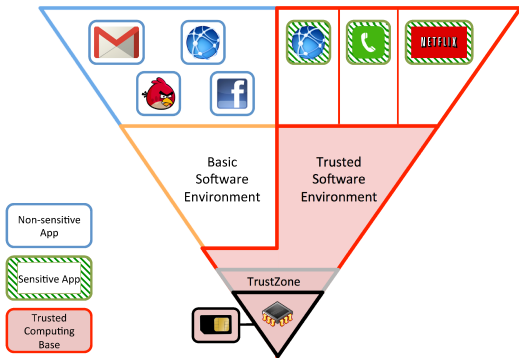 NETFLIX
Basic
Software
Environment
Trusted
Software
Environment
Non-sensitive
App
Sensitive App
Trusted
Computing
Base
TrustZone